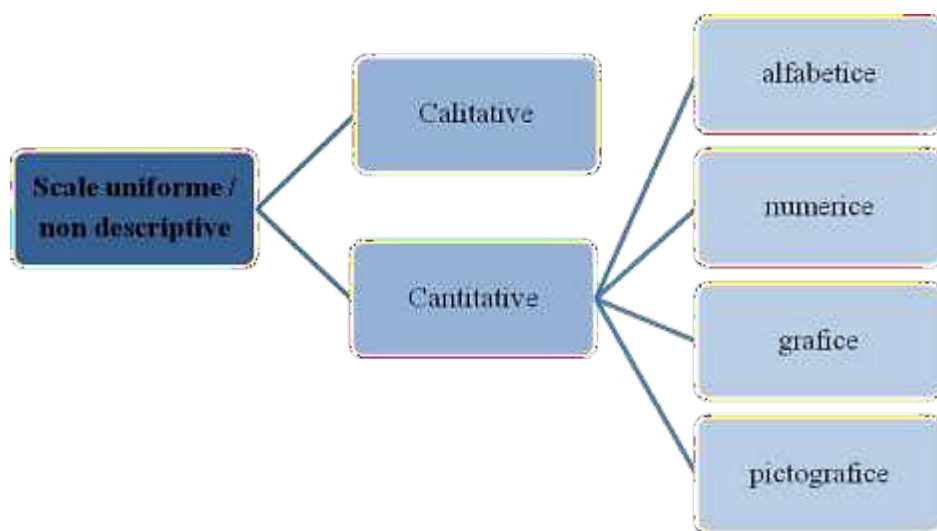 Scale uniforme /
non descriptive
Calitative
Cantitative
alfabetice
numerice
grafice
pictografice